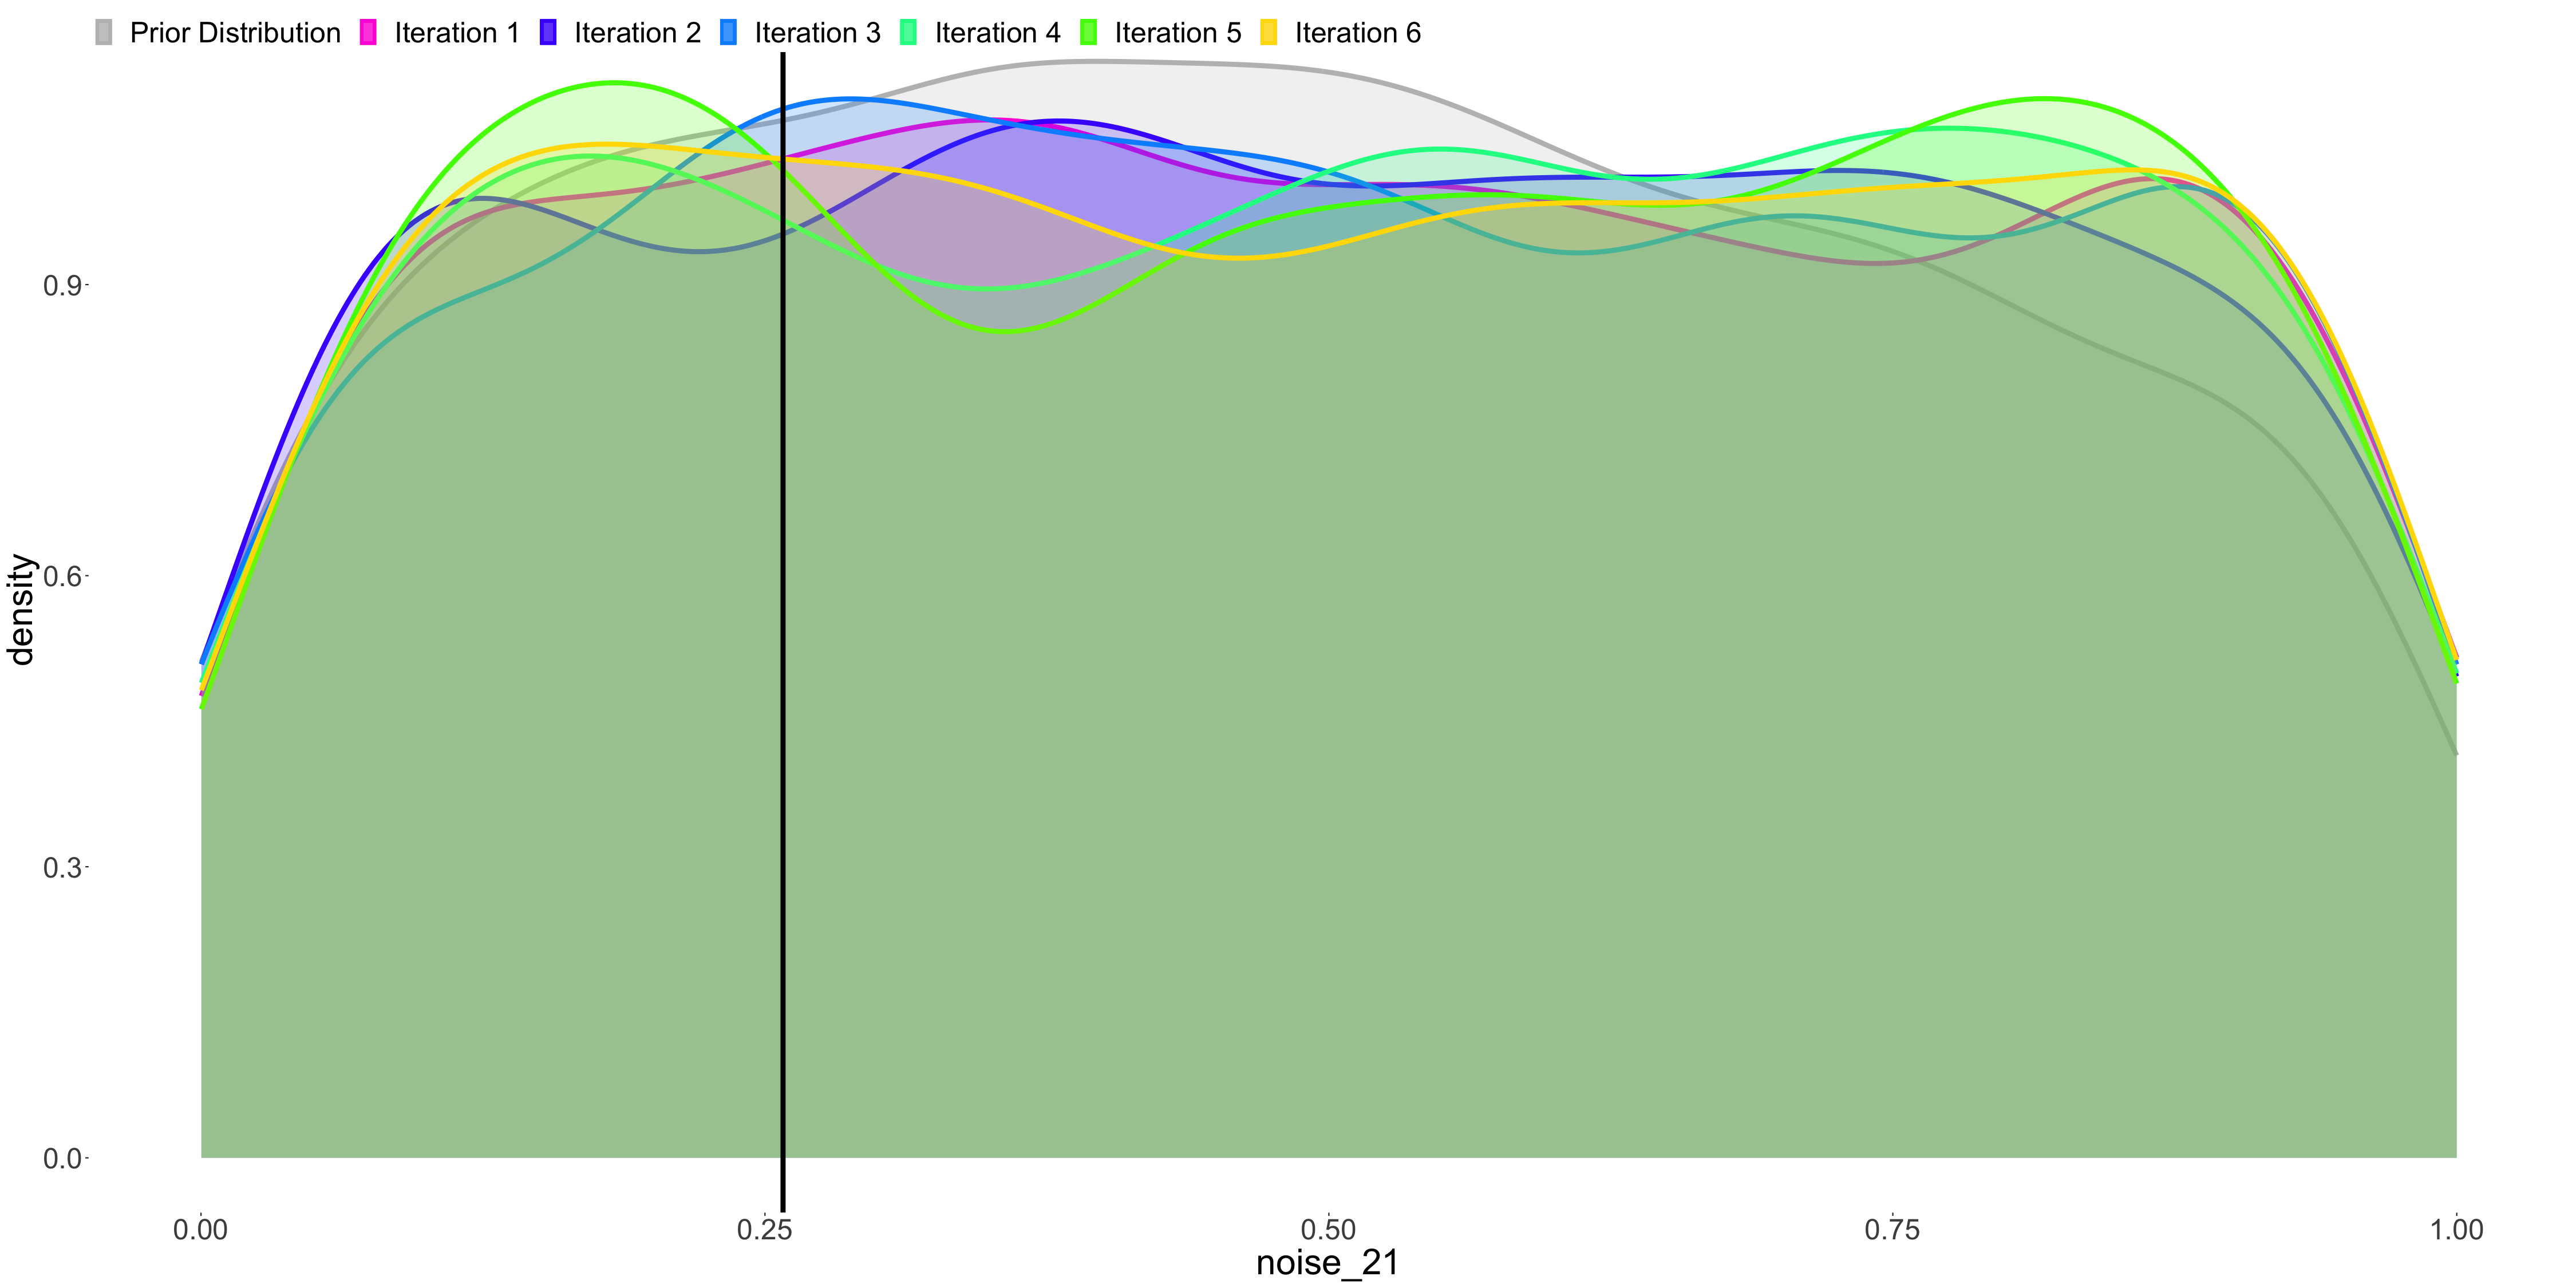 Prior Distribution Iteration 1 Iteration 2 Iteration 3 Iteration 4 Iteration 5 Iteration 6
density
0.9
0.6
0.3
0.0
0.00 0.25 0.50 0.75 1.00
noise_21